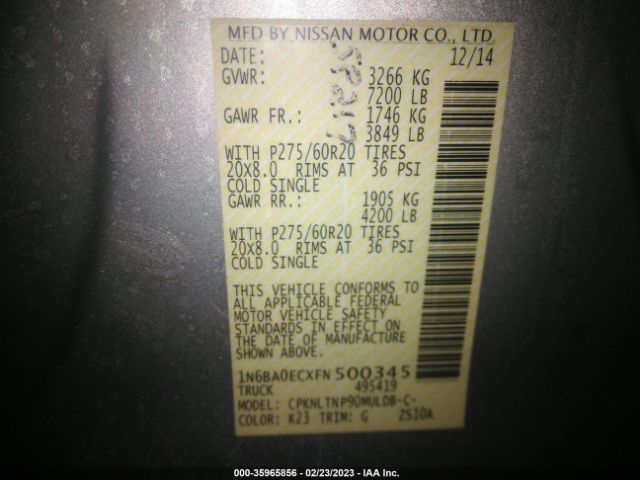 MFD BY NISSAN MOTOR CO., LTD.
DATE: 12/14
GVWR: 3266 KG
7200 LB
GAWR FR.: 1746 KG
3849 LB
WITH P275/60R20 TIRES
20X8.0 RIMS AT 36 PSI
COLD SINGLE
GAWR RR.: 1905 KG
4200 LB
WITH P275/60R20 TIRES
20X8.0 RIMS AT 36 PSI
COLD SINGLE
THIS VEHICLE CONFORMS TO
ALL APPLICABLE FEDERAL
MOTOR VEHICLE SAFETY
STANDARDS IN EFFECT ON
THE DATE OF MANUFACTURE
SHOWN ABOVE.
1N6BA0ECXFN500345
TRUCK 495419
MODEL: CPKNLTNP90MULDB-C-
COLOR: K23 TRIM: G ZS10A
000-35965856 - 02/23/2023 - IAA Inc.